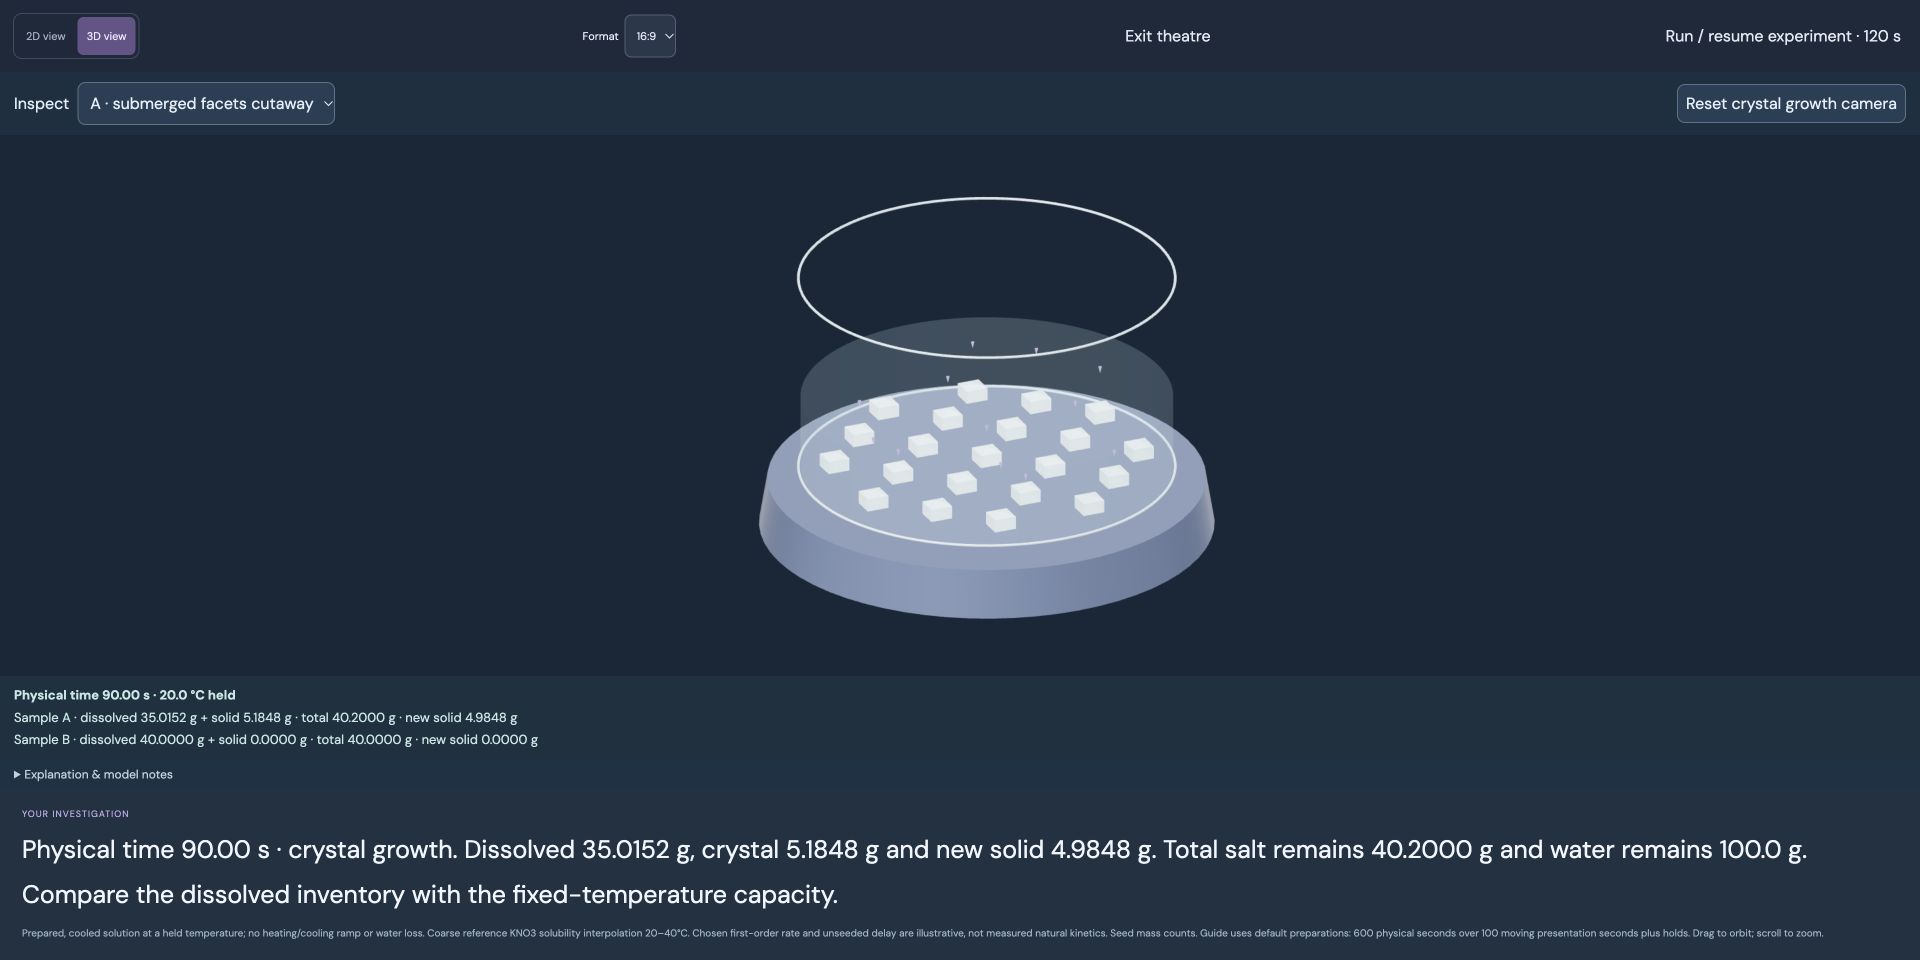 2D view
3D view
Format
16:9
Exit theatre
Run / resume experiment · 120 s
Inspect
A · submerged facets cutaway
Reset crystal growth camera
Physical time 90.00 s · 20.0 °C held
Sample A · dissolved 35.0152 g + solid 5.1848 g · total 40.2000 g · new solid 4.9848 g
Sample B · dissolved 40.0000 g + solid 0.0000 g · total 40.0000 g · new solid 0.0000 g
Explanation & model notes
YOUR INVESTIGATION
Physical time 90.00 s · crystal growth. Dissolved 35.0152 g, crystal 5.1848 g and new solid 4.9848 g. Total salt remains 40.2000 g and water remains 100.0 g.
Compare the dissolved inventory with the fixed-temperature capacity.
Prepared, cooled solution at a held temperature; no heating/cooling ramp or water loss. Coarse reference KNO3 solubility interpolation 20–40°C. Chosen first-order rate and unseeded delay are illustrative, not measured natural kinetics. Seed mass counts. Guide uses default preparations: 600 physical seconds over 100 moving presentation seconds plus holds. Drag to orbit; scroll to zoom.